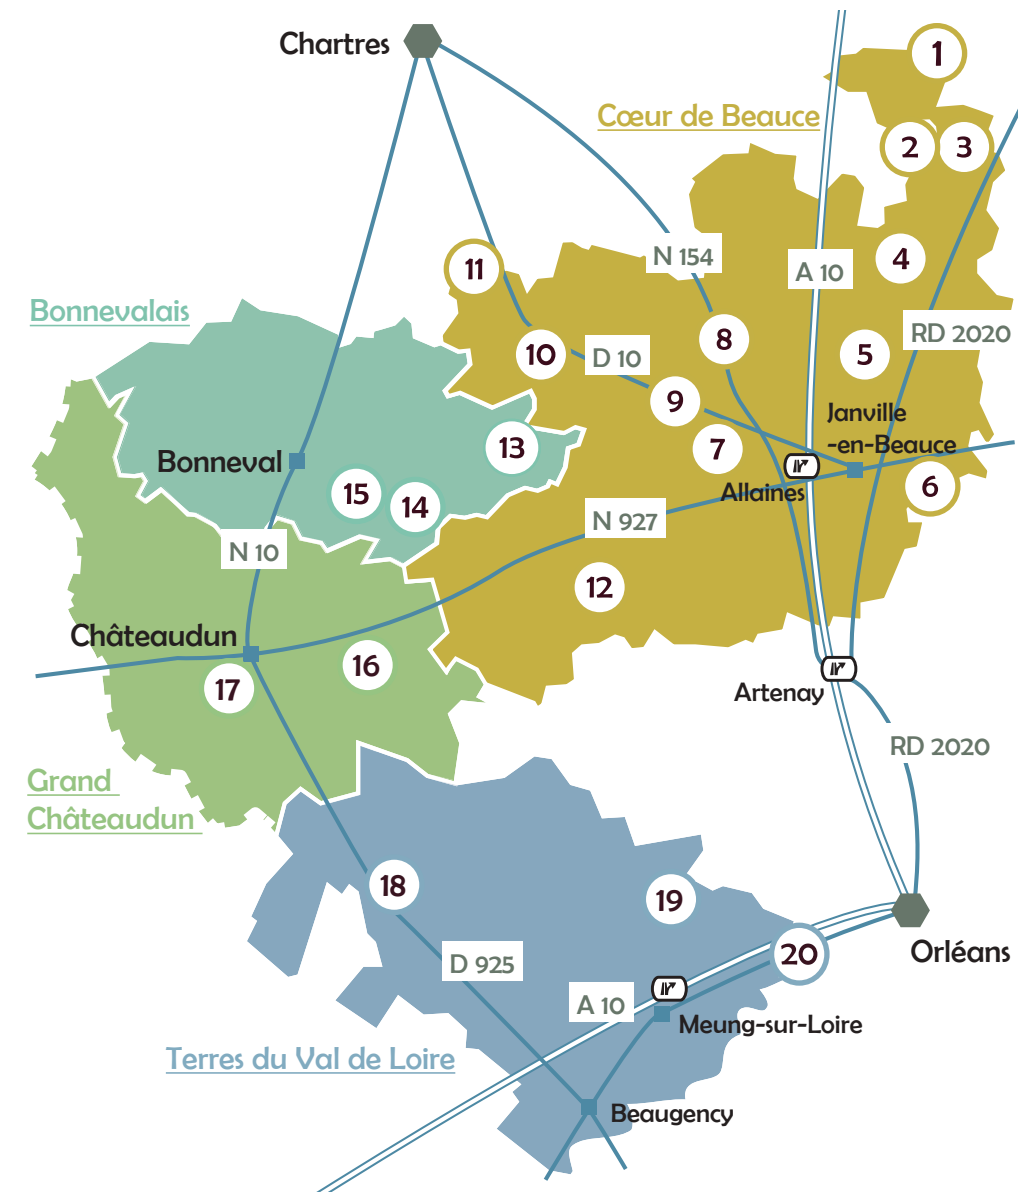 Chartres
1
Cœur de Beauce
2
3
N 154
A 10
4
11
Bonnevalais
RD 2020
8
10
D 10
5
9
Janville
-en-Beauce
13
7
Bonneval
Allaines
6
15
14
N 927
N 10
12
Châteaudun
16
17
Artenay
RD 2020
Grand
Châteaudun
18
19
Orléans
20
D 925
A 10
Meung-sur-Loire
Terres du Val de Loire
Beaugency